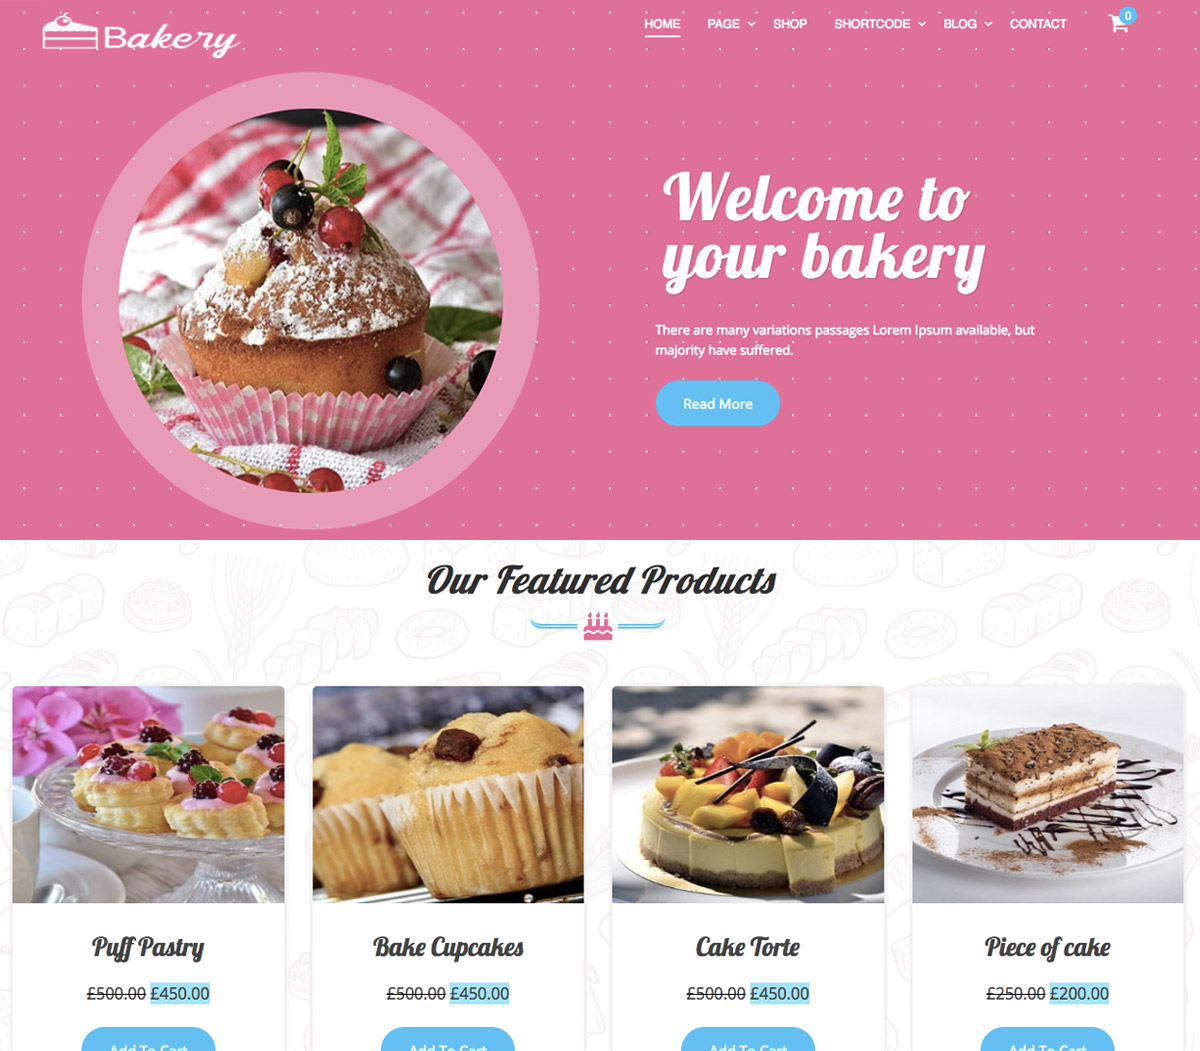 Bakery
HOME PAGE SHOP SHORTCODE BLOG CONTACT 0
Welcome to
your bakery
There are many variations passages Lorem Ipsum available, but
majority have suffered.
Read More
Our Featured Products
Puff Pastry
£500.00 £450.00
Add To Cart
Bake Cupcakes
£500.00 £450.00
Add To Cart
Cake Torte
£500.00 £450.00
Add To Cart
Piece of cake
£250.00 £200.00
Add To Cart